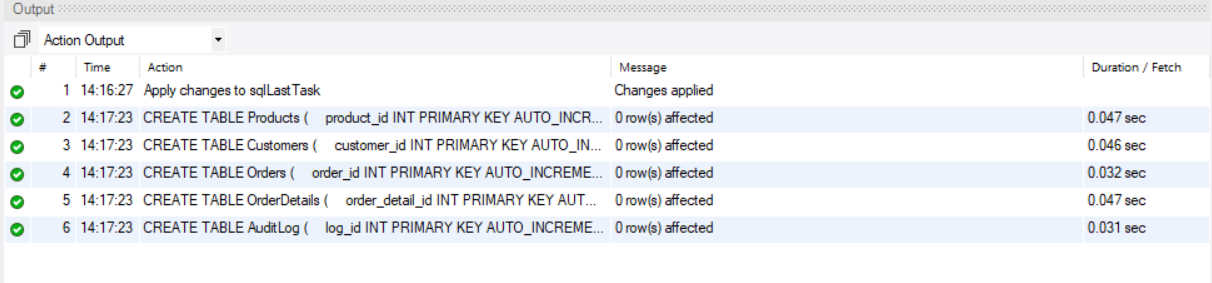 Output
Action Output
# Time Action Message Duration / Fetch
1 14:16:27 Apply changes to sqlLastTask Changes applied
2 14:17:23 CREATE TABLE Products ( product_id INT PRIMARY KEY AUTO_INCR... 0 row(s) affected 0.047 sec
3 14:17:23 CREATE TABLE Customers ( customer_id INT PRIMARY KEY AUTO_IN... 0 row(s) affected 0.046 sec
4 14:17:23 CREATE TABLE Orders ( order_id INT PRIMARY KEY AUTO_INCREME... 0 row(s) affected 0.032 sec
5 14:17:23 CREATE TABLE OrderDetails ( order_detail_id INT PRIMARY KEY AUT... 0 row(s) affected 0.047 sec
6 14:17:23 CREATE TABLE AuditLog ( log_id INT PRIMARY KEY AUTO_INCREME... 0 row(s) affected 0.031 sec